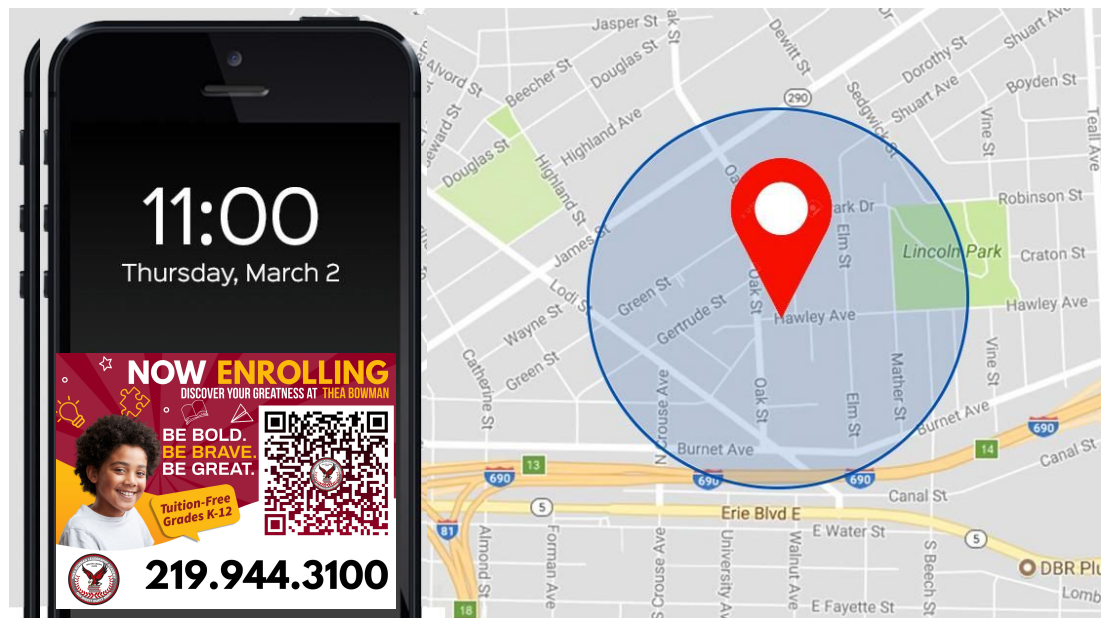 11:00
Thursday, March 2
NOW ENROLLING
DISCOVER YOUR GREATNESS AT THEA BOWMAN
BE BOLD.
BE BRAVE.
BE GREAT.
Tuition-Free
Grades K-12
219.944.3100
Jasper St
Oak St
Dewitt St
Dr
Shuart Ave
Alvord St
Beecher St
Douglas St
Dorothy St
Boyden St
290
Sedgwick St
Shuart Ave
Vine St
Teall Ave
Highland Ave
Douglas St
Highland St
Robinson St
ark Dr
Elm St
Lincoln Park
Craton St
James St
Lodi St
Green St
Oak St
Hawley Ave
Hawley Ave
Wayne St
Gertrude St
Catherine St
Green St
Vine St
Mather St
N Crouse Ave
Oak St
Elm St
Burnet Ave
Burnet Ave
690
14
Canal St
13
690
690
690
Canal St
5
Erie Blvd E
81
E Water St
5
Almond St
Forman Ave
S Crouse Ave
University Av
Walnut Ave
S Beech St
DBR Plu
Lomb
18
E Fayette St